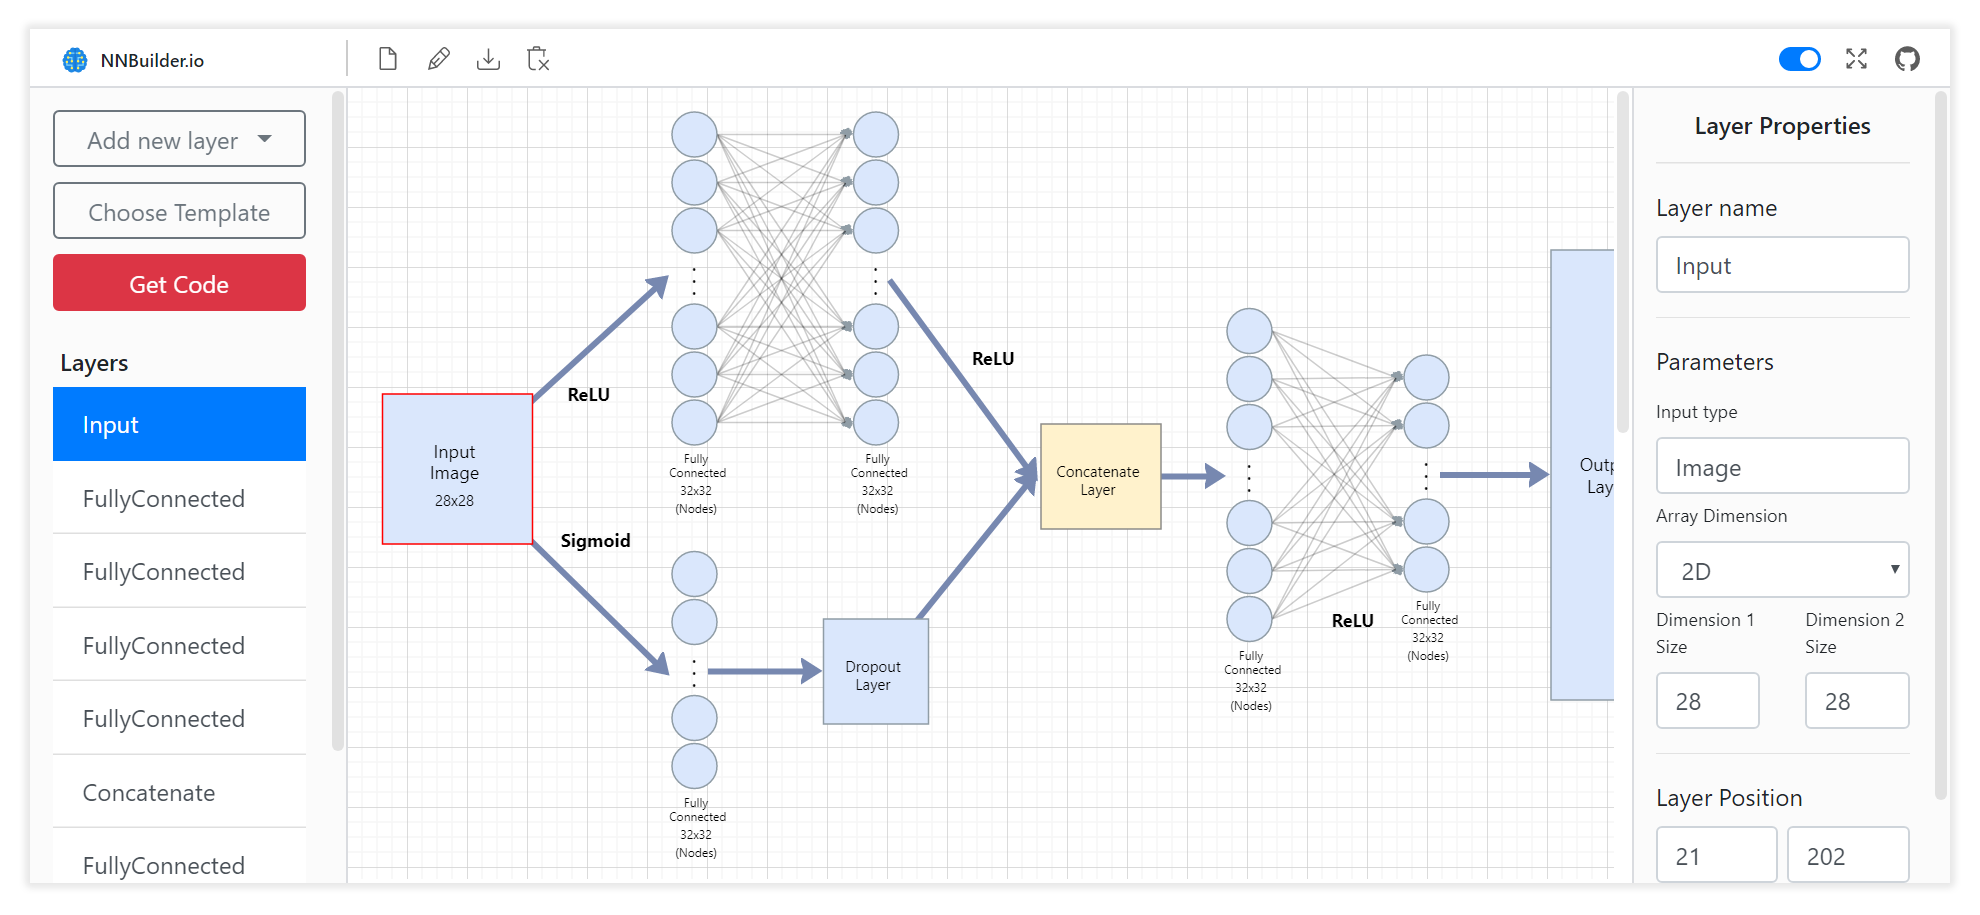 NNBuilder.io
Add new layer
Choose Template
Get Code
Layers
Input
FullyConnected
FullyConnected
FullyConnected
FullyConnected
Concatenate
FullyConnected
Input
Image
28x28
ReLU
Sigmoid
Fully
Connected
32x32
(Nodes)
Fully
Connected
32x32
(Nodes)
Fully
Connected
32x32
(Nodes)
Dropout
Layer
ReLU
Concatenate
Layer
Fully
Connected
32x32
(Nodes)
ReLU
Fully
Connected
32x32
(Nodes)
Outp
Lay
Layer Properties
Layer name
Input
Parameters
Input type
Image
Array Dimension
2D
Dimension 1
Size
Dimension 2
Size
28
28
Layer Position
21
202